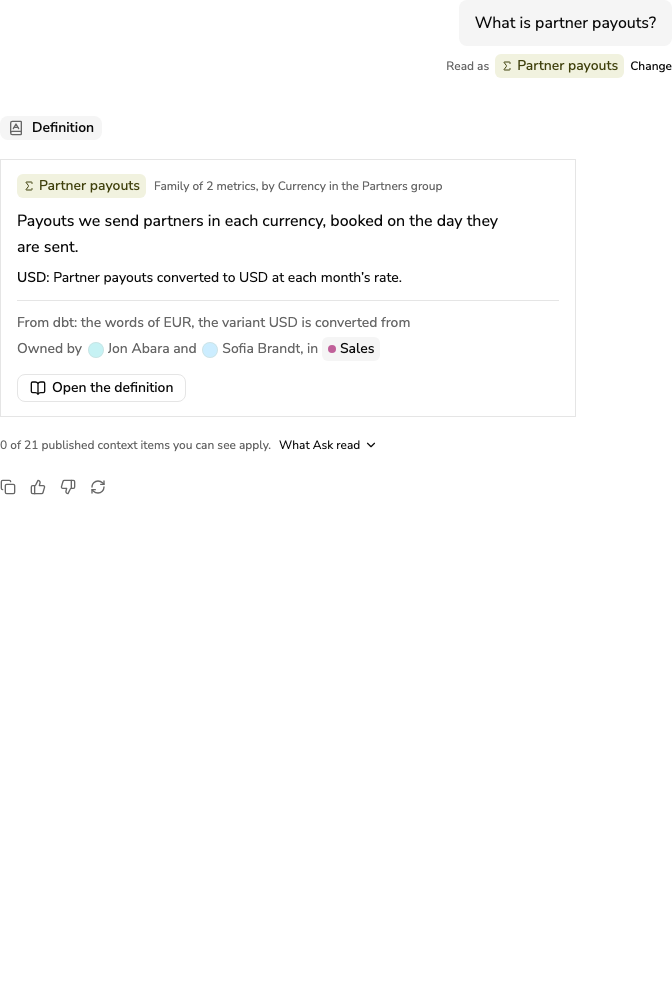 What is partner payouts?
Read as Σ Partner payouts Change
Definition
Σ Partner payouts Family of 2 metrics, by Currency in the Partners group
Payouts we send partners in each currency, booked on the day they
are sent.
USD: Partner payouts converted to USD at each month's rate.
From dbt: the words of EUR, the variant USD is converted from
Owned by Jon Abara and Sofia Brandt, in Sales
Open the definition
0 of 21 published context items you can see apply. What Ask read